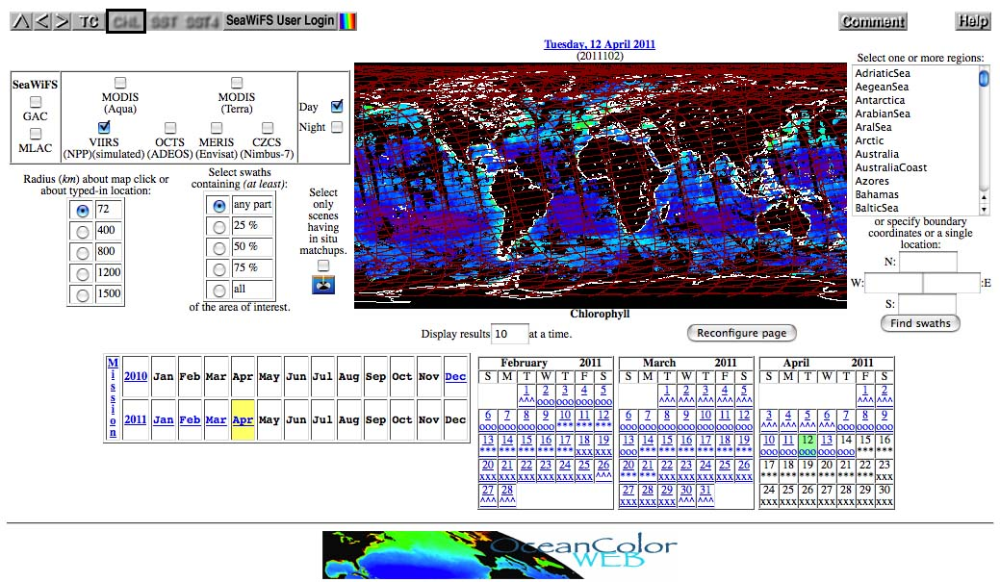 TC CHL SST SST4 SeaWiFS User Login Comment Help
Tuesday, 12 April 2011
(2011102)
SeaWiFS
GAC
MLAC
MODIS
(Aqua)
MODIS
(Terra)
VIIRS
(NPP)(simulated)
OCTS
(ADEOS)
MERIS
(Envisat)
CZCS
(Nimbus-7)
Day
Night
Radius (km) about map click or
about typed-in location:
72
400
800
1200
1500
Select swaths
containing (at least):
any part
25 %
50 %
75 %
all
of the area of interest.
Select
only
scenes
having
in situ
matchups.
Chlorophyll
Select one or more regions:
AdriaticSea
AegeanSea
Antarctica
ArabianSea
AralSea
Arctic
Australia
AustraliaCoast
Azores
Bahamas
BalticSea
or specify boundary
coordinates or a single
location:
N:
W: :E
S:
Find swaths
Display results 10 at a time.
Reconfigure page
Mission
2010 Jan Feb Mar Apr May Jun Jul Aug Sep Oct Nov Dec
2011 Jan Feb Mar Apr May Jun Jul Aug Sep Oct Nov Dec
February 2011
S M T W T F S
1 2 3 4 5
^^^ ooo ooo ooo ooo
6 7 8 9 10 11 12
ooo ooo ooo ooo *** *** ***
13 14 15 16 17 18 19
*** *** *** *** *** xxx xxx
20 21 22 23 24 25 26
xxx xxx xxx xxx xxx xxx ^^^
27 28
^^^ ^^^
March 2011
S M T W T F S
1 2 3 4 5
^^^ ^^^ ^^^ ^^^ ^^^
6 7 8 9 10 11 12
ooo ooo ooo ooo ooo ooo ooo
13 14 15 16 17 18 19
ooo *** *** *** *** *** ***
20 21 22 23 24 25 26
*** *** xxx xxx xxx xxx xxx
27 28 29 30 31
xxx xxx xxx ^^^ ^^^
April 2011
S M T W T F S
1 2
^^^ ^^^
3 4 5 6 7 8 9
^^^ ^^^ ^^^ ^^^ ooo ooo ooo
10 11 12 13 14 15 16
ooo ooo ooo ooo ooo *** ***
17 18 19 20 21 22 23
*** *** *** *** *** *** xxx
24 25 26 27 28 29 30
xxx xxx xxx xxx xxx xxx xxx
OceanColor
WEB